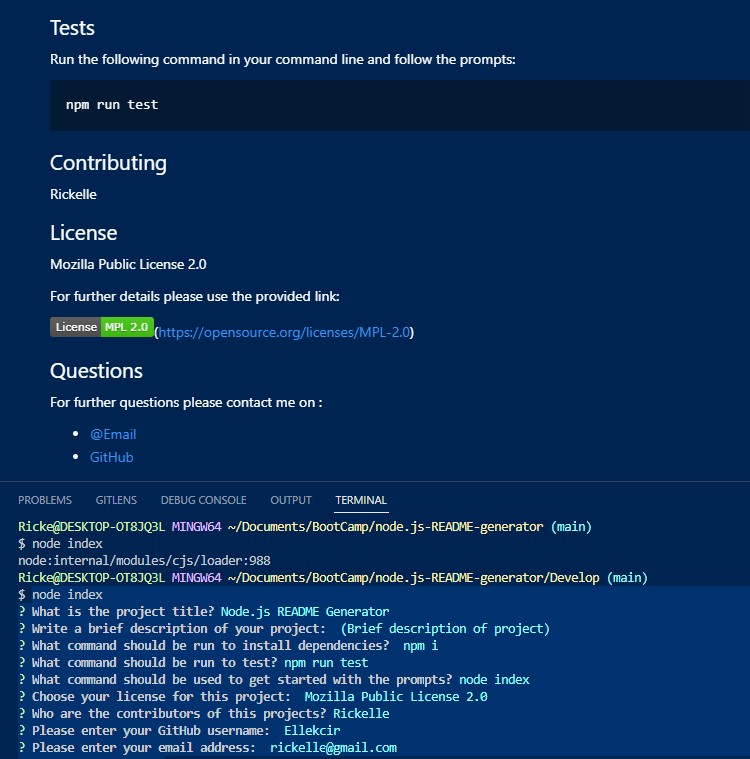 Tests
Run the following command in your command line and follow the prompts:
npm run test
Contributing
Rickelle
License
Mozilla Public License 2.0
For further details please use the provided link:
License MPL 2.0 (https://opensource.org/licenses/MPL-2.0)
Questions
For further questions please contact me on :
• @Email
• GitHub
PROBLEMS GITLENS DEBUG CONSOLE OUTPUT TERMINAL
Ricke@DESKTOP-OT8JQ3L MINGW64 ~/Documents/BootCamp/node.js-README-generator (main)
$ node index
node:internal/modules/cjs/loader:988
Ricke@DESKTOP-OT8JQ3L MINGW64 ~/Documents/BootCamp/node.js-README-generator/Develop (main)
$ node index
? What is the project title? Node.js README Generator
? Write a brief description of your project:  (Brief description of project)
? What command should be run to install dependencies?  npm i
? What command should be run to test? npm run test
? What command should be used to get started with the prompts? node index
? Choose your license for this project:  Mozilla Public License 2.0
? Who are the contributors of this projects? Rickelle
? Please enter your GitHub username:  Ellekcir
? Please enter your email address:  rickelle@gmail.com